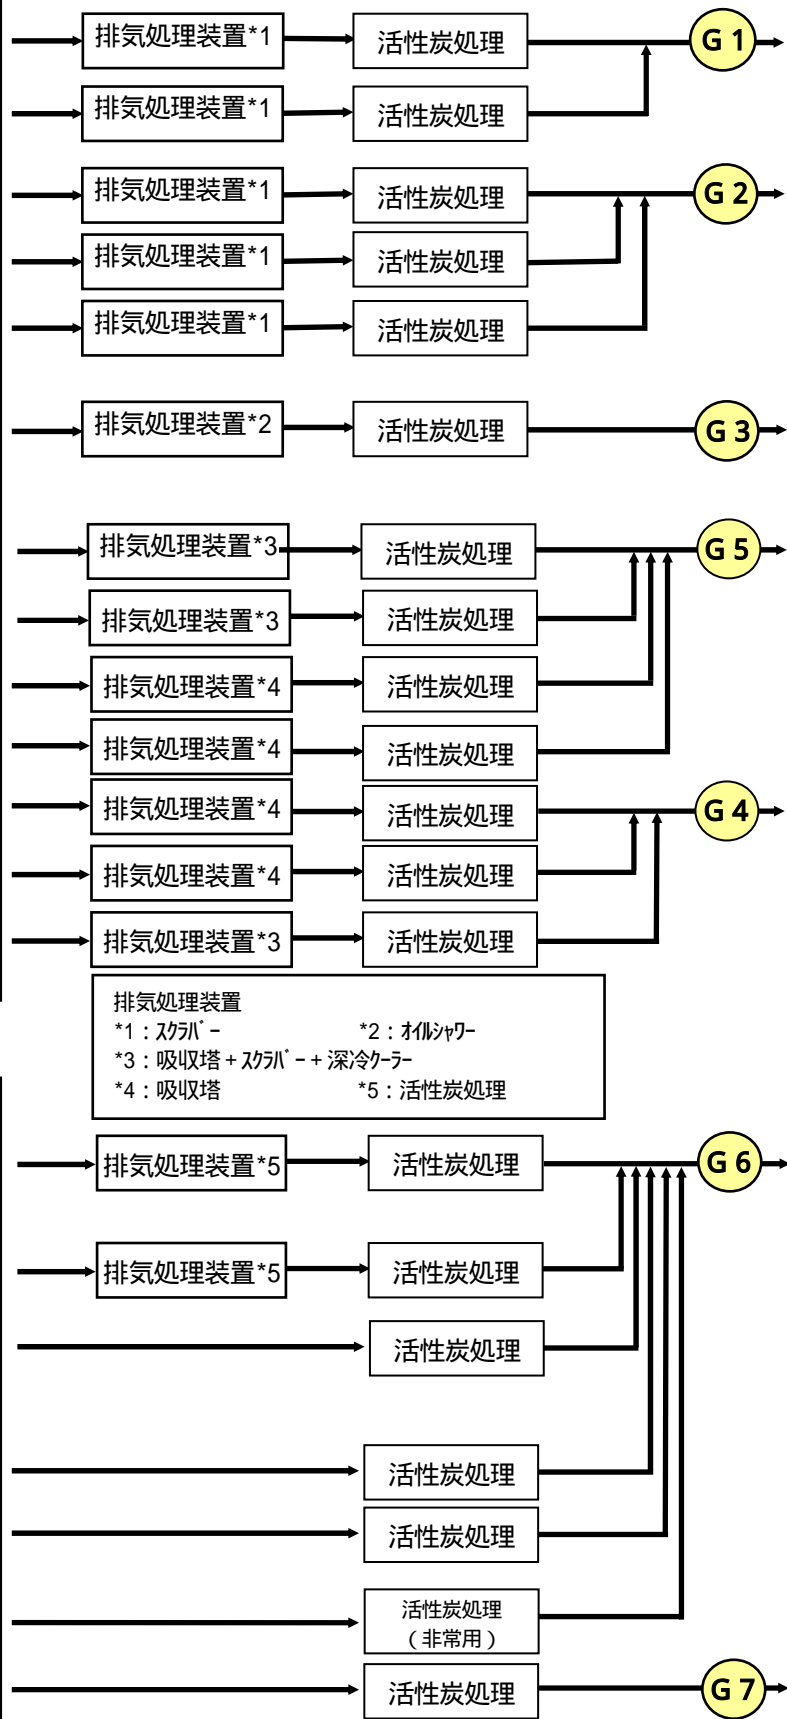 排気処理装置*1 活性炭処理 G 1
排気処理装置*1 活性炭処理
排気処理装置*1 活性炭処理 G 2
排気処理装置*1 活性炭処理
排気処理装置*1 活性炭処理
排気処理装置*2 活性炭処理 G 3
排気処理装置*3 活性炭処理 G 5
排気処理装置*3 活性炭処理
排気処理装置*4 活性炭処理
排気処理装置*4 活性炭処理
排気処理装置*4 活性炭処理 G 4
排気処理装置*4 活性炭処理
排気処理装置*3 活性炭処理
排気処理装置
*1：ｽｸﾗﾊﾞｰ *2：ｵｲﾙｼｬﾜｰ
*3：吸収塔+ｽｸﾗﾊﾞｰ+深冷ｸｰﾗｰ
*4：吸収塔 *5：活性炭処理
排気処理装置*5 活性炭処理 G 6
排気処理装置*5 活性炭処理
活性炭処理
活性炭処理
活性炭処理
活性炭処理
（非常用）
活性炭処理 G 7